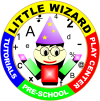 LITTLE WIZARD
TUTORIALS
PLAY CENTER
PRE-SCHOOL
A